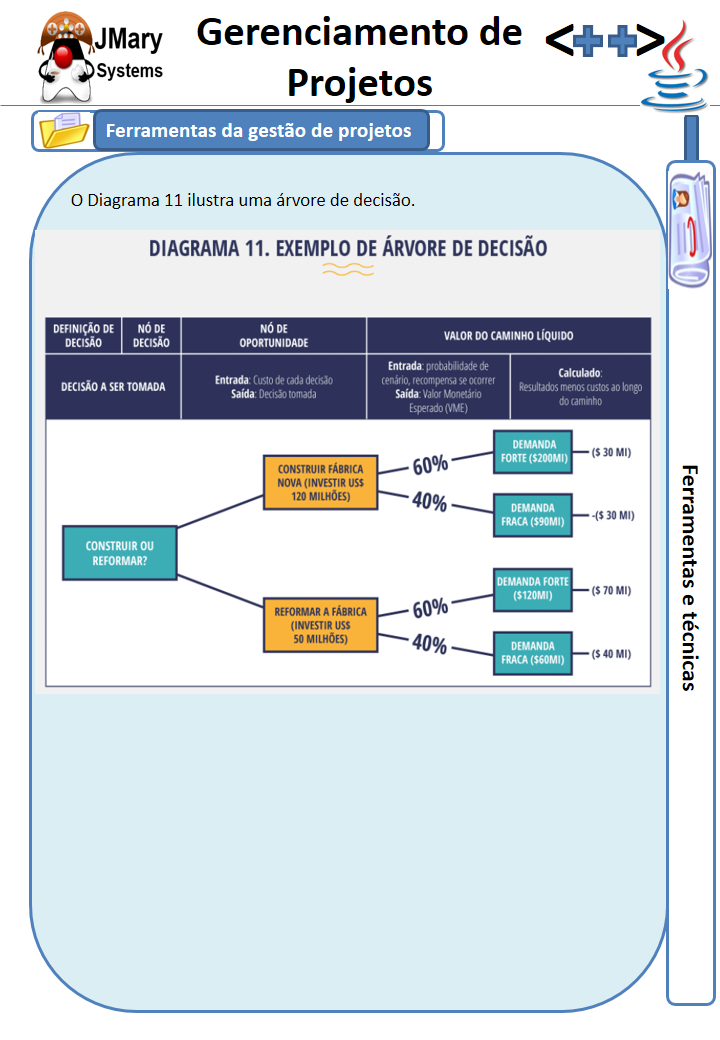 JMary
Systems
Gerenciamento de
Projetos
<++>
Ferramentas da gestão de projetos
O Diagrama 11 ilustra uma árvore de decisão.
DIAGRAMA 11. EXEMPLO DE ÁRVORE DE DECISÃO
DEFINIÇÃO DE
DECISÃO
NÓ DE
DECISÃO
NÓ DE
OPORTUNIDADE
VALOR DO CAMINHO LÍQUIDO
DECISÃO A SER TOMADA
Entrada: Custo de cada decisão
Saída: Decisão tomada
Entrada: probabilidade de
cenário, recompensa se ocorrer
Saída: Valor Monetário
Esperado (VME)
Calculado:
Resultados menos custos ao longo
do caminho
CONSTRUIR OU
REFORMAR?
CONSTRUIR FÁBRICA
NOVA (INVESTIR US$
120 MILHÕES)
60%
40%
DEMANDA
FORTE ($200MI)
($ 30 MI)
DEMANDA
FRACA ($90MI)
-($ 30 MI)
REFORMAR A FÁBRICA
(INVESTIR US$
50 MILHÕES)
60%
40%
DEMANDA FORTE
($120MI)
($ 70 MI)
DEMANDA
FRACA ($60MI)
($ 40 MI)
Ferramentas e técnicas